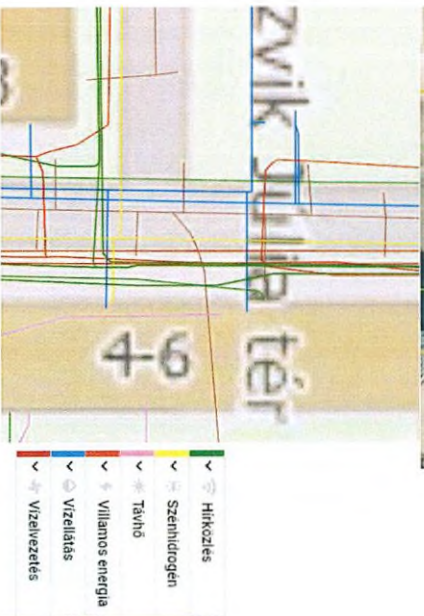 zvik Júlia tér
4-6
Hírközlés
Szénhidrogén
Távhő
Villamos energia
Vízellátás
Vízelvezetés